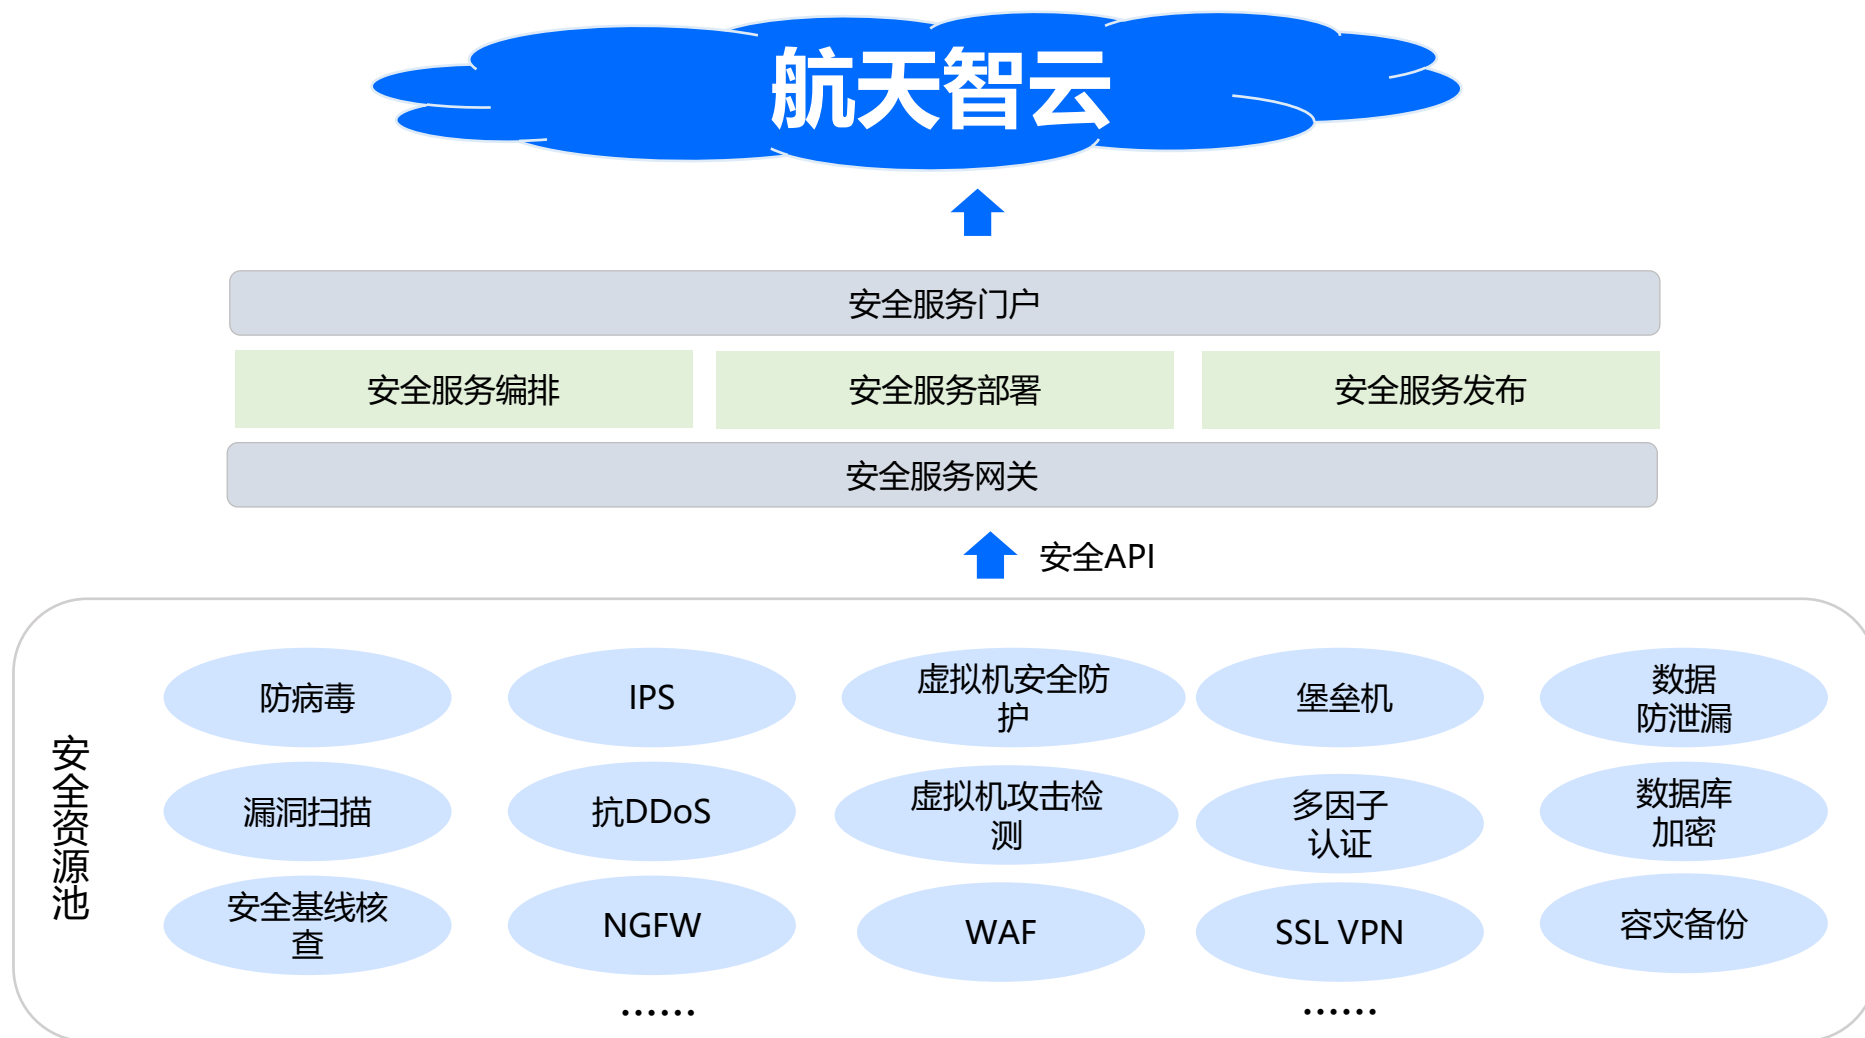 航天智云
安全服务门户
安全服务编排
安全服务部署
安全服务发布
安全服务网关
安全API
安全资源池
防病毒
IPS
虚拟机安全防
护
堡垒机
数据
防泄漏
漏洞扫描
抗DDoS
虚拟机攻击检
测
多因子
认证
数据库
加密
安全基线核
查
NGFW
WAF
SSL VPN
容灾备份
……
……